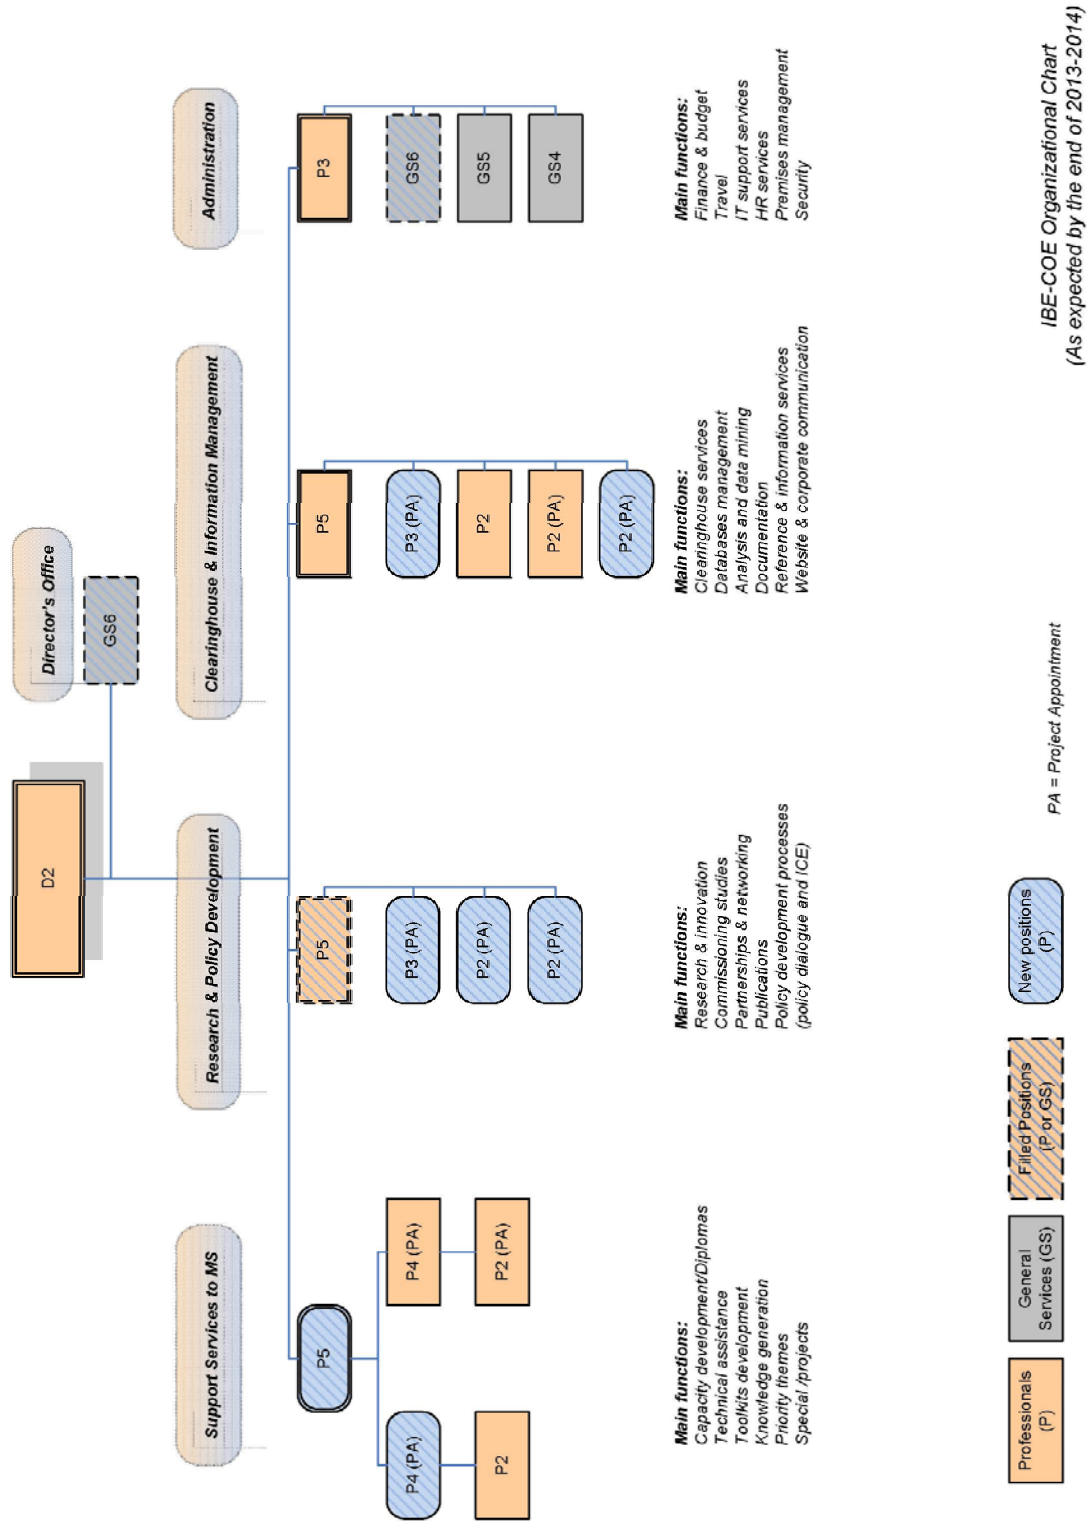 D2
Director's Office
GS6
Support Services to MS
Research & Policy Development
Clearinghouse & Information Management
Administration
P5
P4 (PA)
P2
P4 (PA)
P2 (PA)
P5
P3 (PA)
P2 (PA)
P2 (PA)
P5
P3 (PA)
P2
P2 (PA)
P2 (PA)
P3
GS6
GS5
GS4
Main functions:
Capacity development/Diplomas
Technical assistance
Toolkits development
Knowledge generation
Priority themes
Special /projects
Main functions:
Research & innovation
Commissioning studies
Partnerships & networking
Publications
Policy development processes
(policy dialogue and ICE)
Main functions:
Clearinghouse services
Databases management
Analysis and data mining
Documentation
Reference & information services
Website & corporate communication
Main functions:
Finance & budget
Travel
IT support services
HR services
Premises management
Security
Professionals
(P)
General
Services (GS)
Filled Positions
(P or GS)
New positions
(P)
PA = Project Appointment
IBE-COE Organizational Chart
(As expected by the end of 2013-2014)